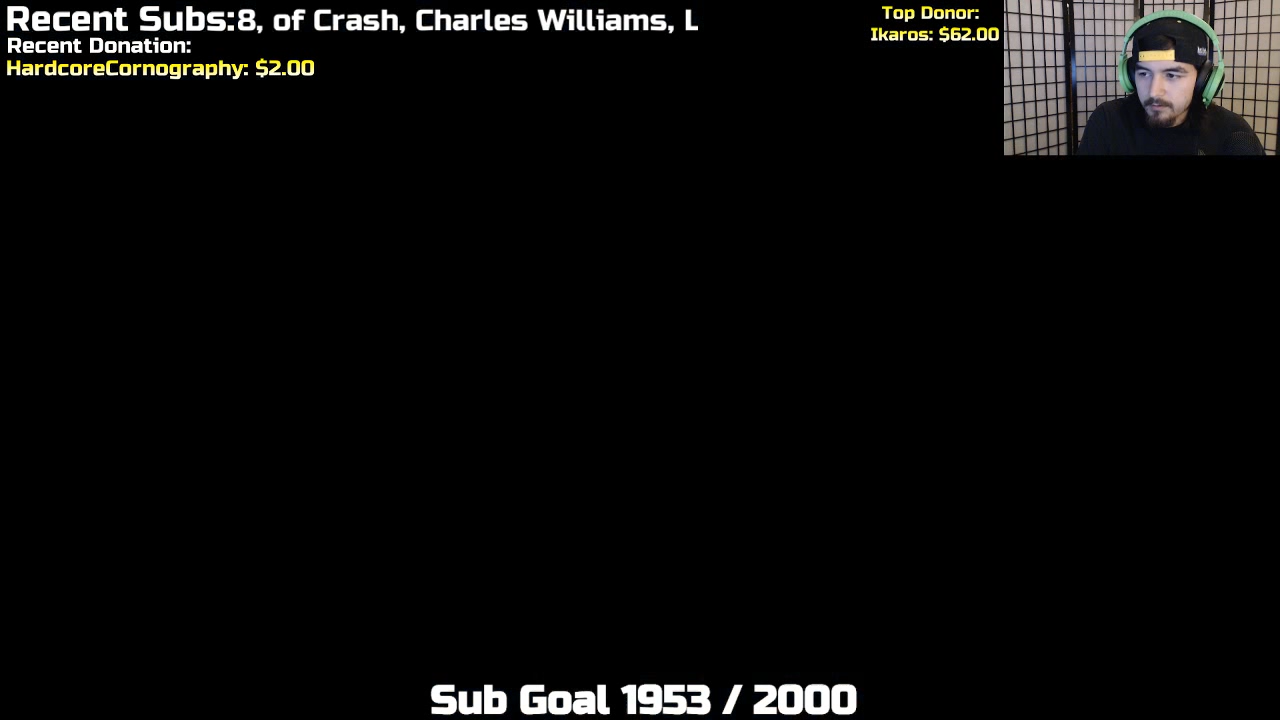 Recent Subs:8, of Crash, Charles Williams, L
Recent Donation:
HardcoreCornography: $2.00
Top Donor:
Ikaros: $62.00
Sub Goal 1953 / 2000